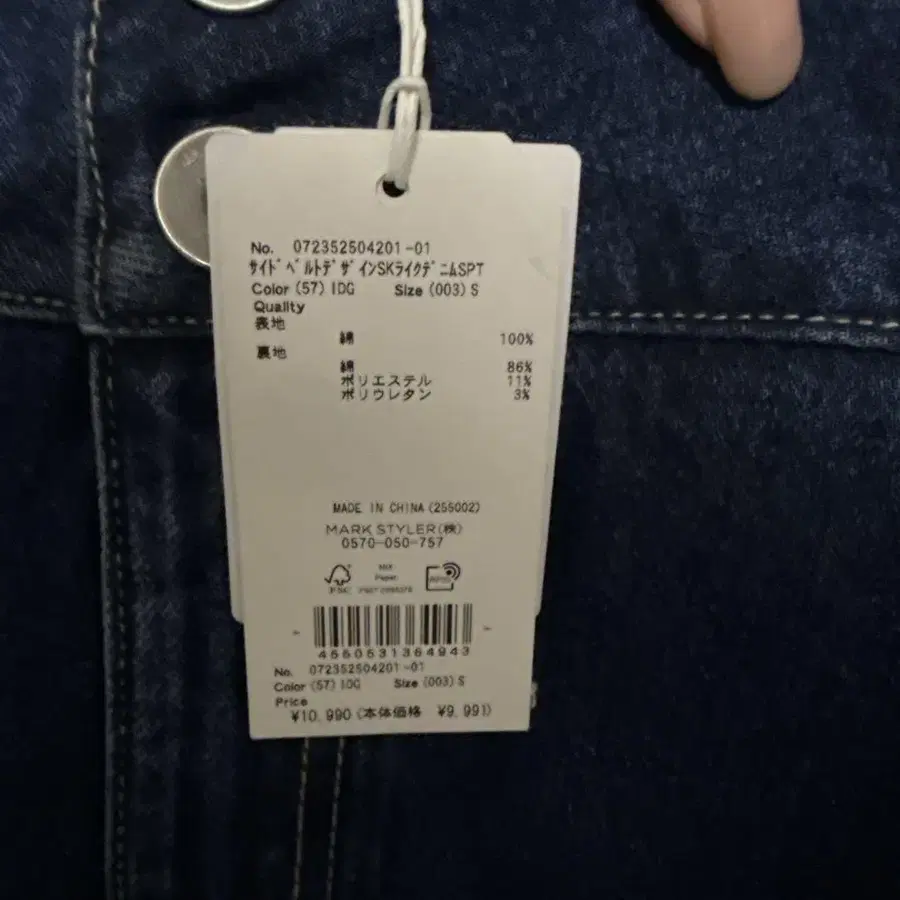 No. 072352504201-01
ｻｲﾄﾞﾍﾞﾙﾄﾃﾞｻﾞｲﾝSKﾗｲｸﾃﾞﾆﾑSPT
Color (57) IDG Size (003) S
Quality
表地
綿 100%
裏地
綿 86%
ポリエステル 11%
ポリウレタン 3%
MADE IN CHINA (255002)
MARK STYLER(株)
0570-050-757
MIX
Paper
FSC
RFID
4550531364943
No. 072352504201-01
Color (57) IDG Size (003) S
Price
¥10,990 (本体価格 ¥9,991)